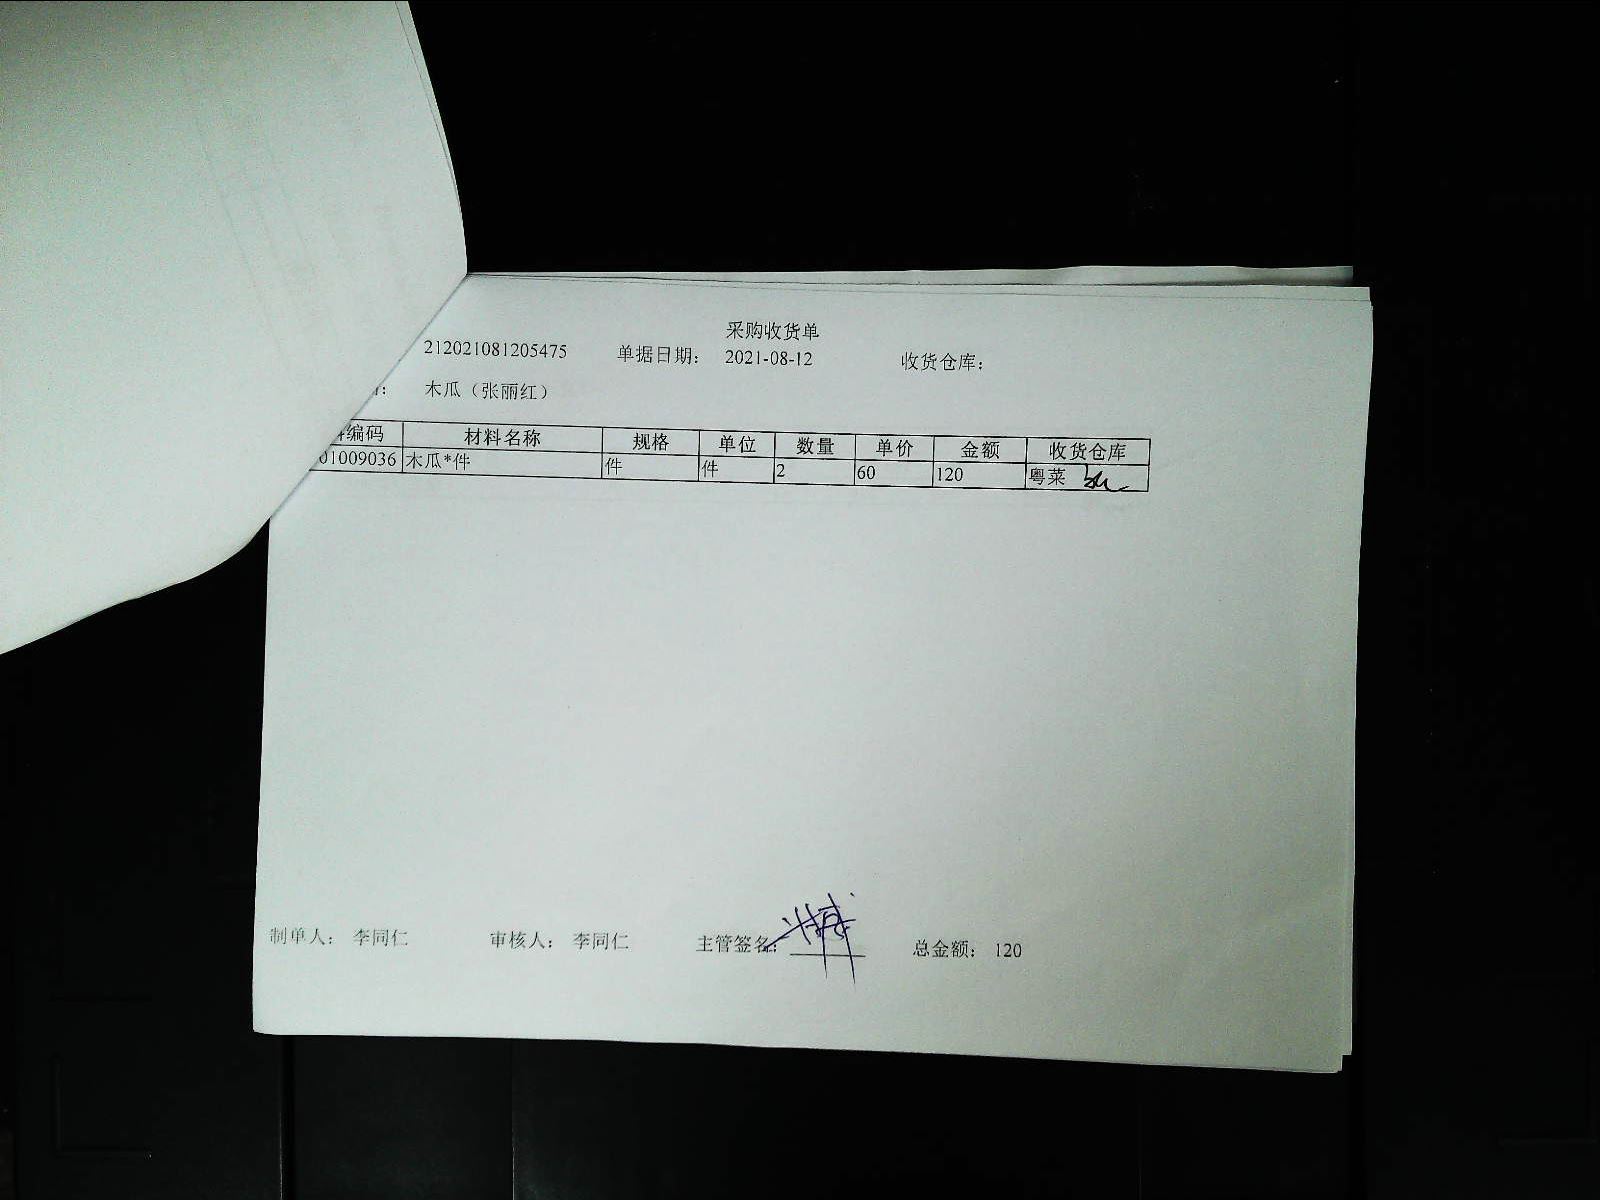 采购收货单
212021081205475 单据日期： 2021-08-12 收货仓库：
： 木瓜（张丽红）
编码 材料名称 规格 单位 数量 单价 金额 收货仓库
01009036 木瓜*件 件 件 2 60 120 粤菜
制单人： 李同仁 审核人： 李同仁 主管签名： 总金额： 120